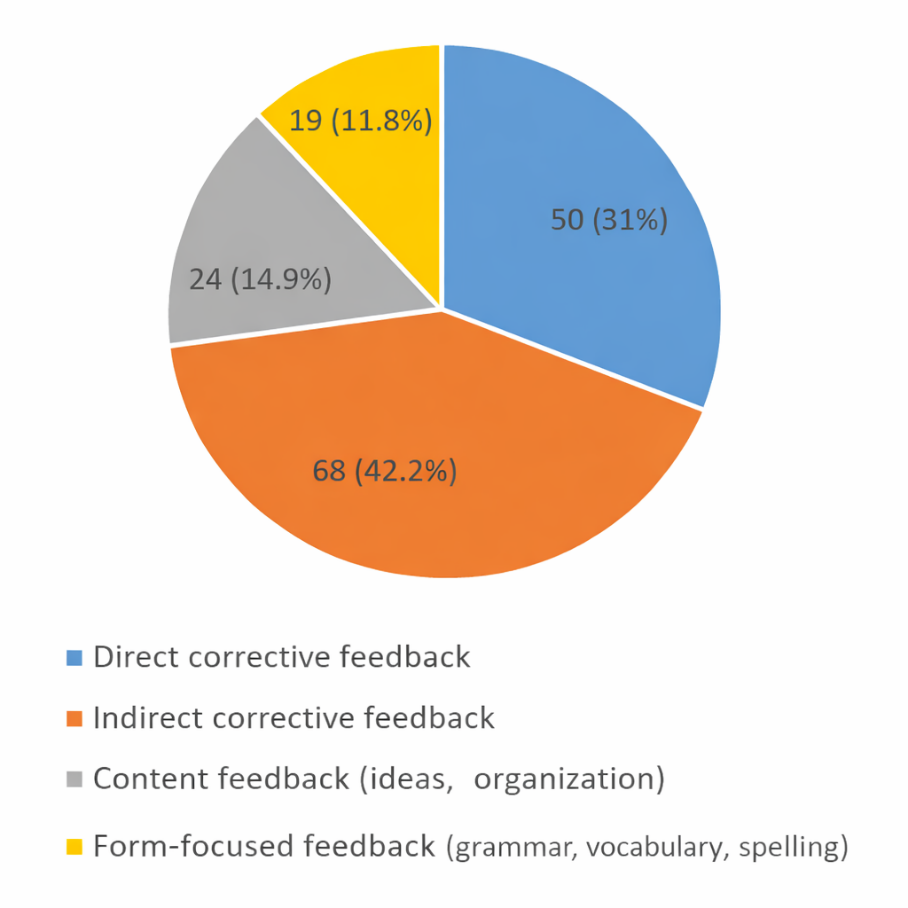 19 (11.8%)
50 (31%)
24 (14.9%)
68 (42.2%)
Direct corrective feedback
Indirect corrective feedback
Content feedback (ideas, organization)
Form-focused feedback (grammar, vocabulary, spelling)